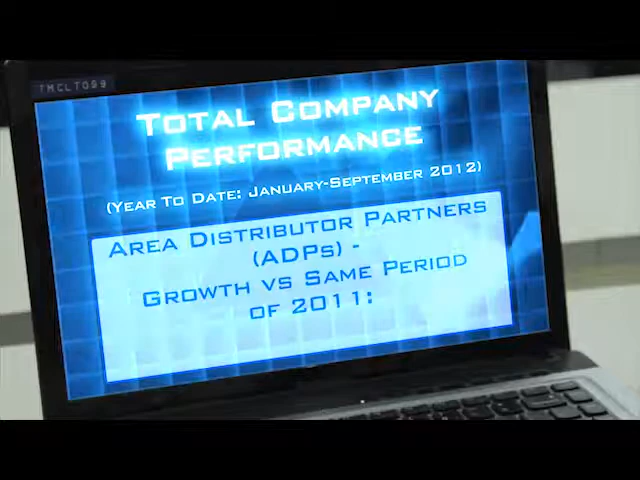 TMCLT099
TOTAL COMPANY
PERFORMANCE
(YEAR TO DATE: JANUARY-SEPTEMBER 2012)
AREA DISTRIBUTOR PARTNERS
(ADPS) -
GROWTH VS SAME PERIOD
OF 2011: